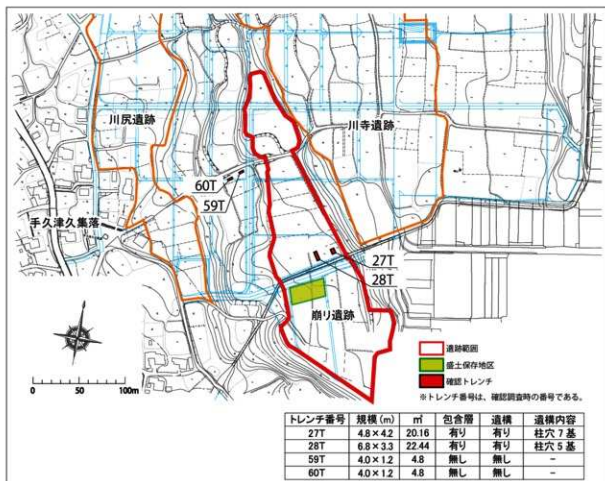 川尻遺跡
川寺遺跡
60T
59T
手久津久集落
27T
28T
崩り遺跡
0 50 100m
遺跡範囲
盛土保存地区
確認トレンチ
※トレンチ番号は、確認調査時の番号である。
トレンチ番号 規模(m) ㎡ 包含層 遺構 遺構内容
27T 4.8×4.2 20.16 有り 有り 柱穴7基
28T 6.8×3.3 22.44 有り 有り 柱穴5基
59T 4.0×1.2 4.8 無し 無し －
60T 4.0×1.2 4.8 無し 無し －